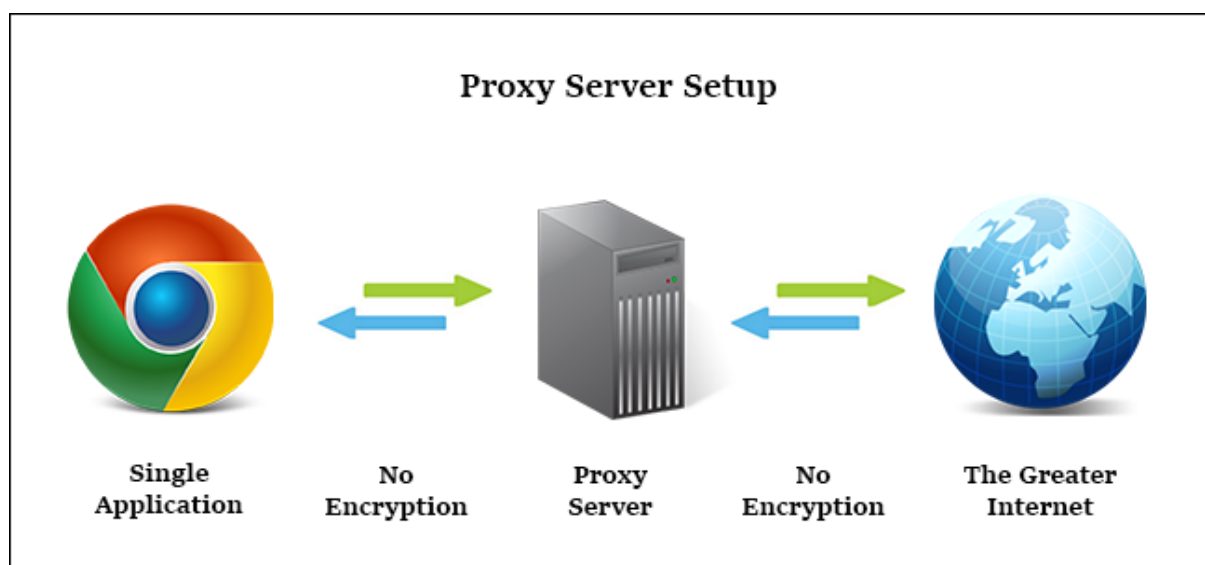 Proxy Server Setup
Single
Application
No
Encryption
Proxy
Server
No
Encryption
The Greater
Internet